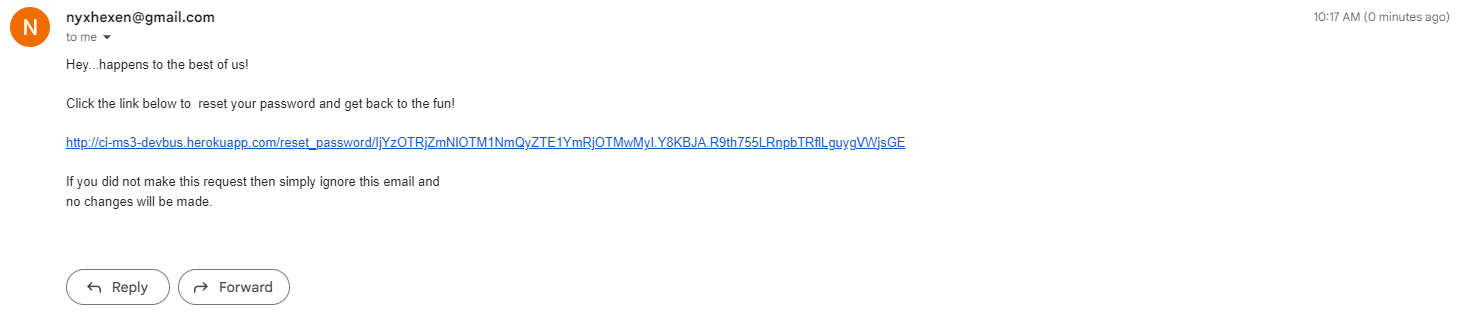 N
nyxhexen@gmail.com
10:17 AM (0 minutes ago)
to me
Hey...happens to the best of us!
Click the link below to  reset your password and get back to the fun!
http://ci-ms3-devbus.herokuapp.com/reset_password/IjYzOTRjZmNlOTM1NmQyZTE1YmRjOTMwMyI.Y8KBJA.R9th755LRnpbTRflLguygVWjsGE
If you did not make this request then simply ignore this email and
no changes will be made.
Reply
Forward